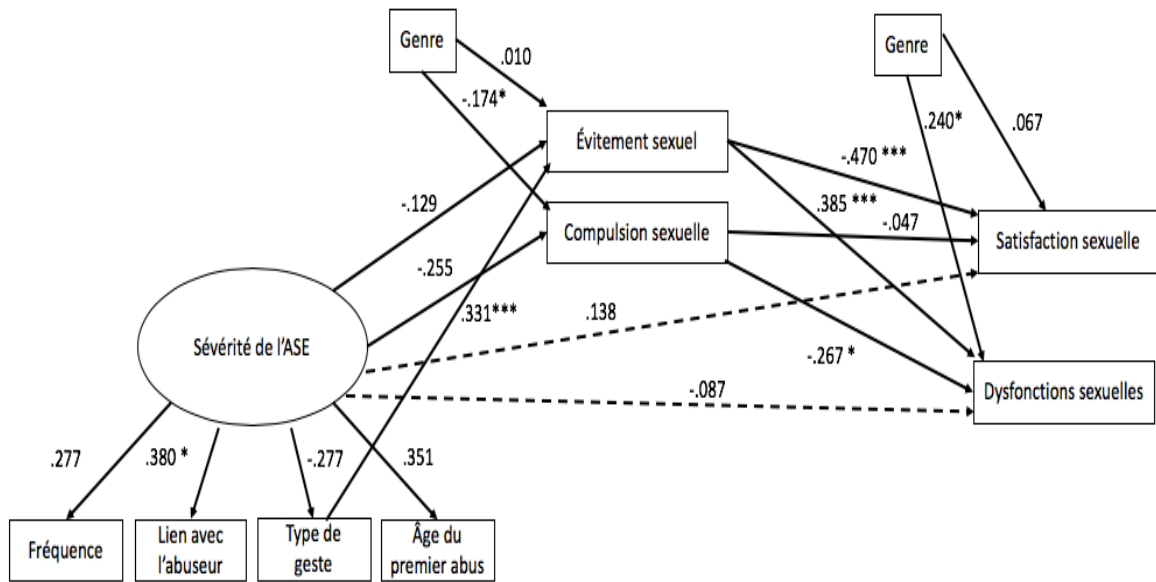 Genre
Genre
.010
-.174*
.240*
.067
Évitement sexuel
-.470 ***
.385 ***
-.129
Compulsion sexuelle
-.047
Satisfaction sexuelle
-.255
.331***
.138
Sévérité de l’ASE
-.267 *
-.087
Dysfonctions sexuelles
.277
.380 *
-.277
.351
Fréquence
Lien avec
l’abuseur
Type de
geste
Âge du
premier abus